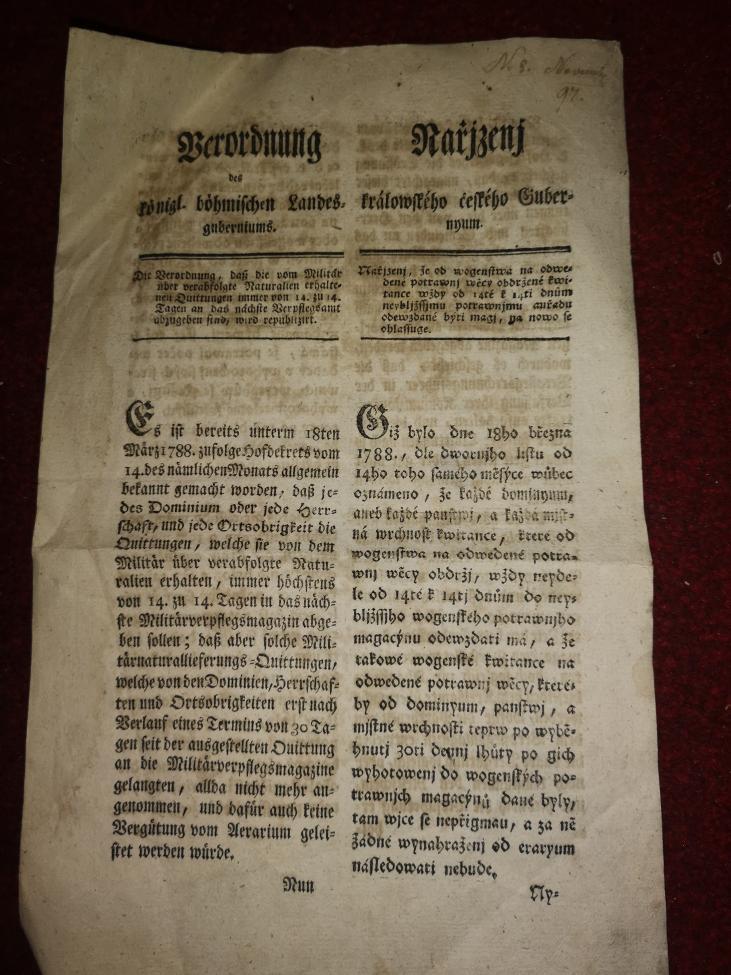 N. 8. Novemb
97.
Verordnung
des
königl. böhmischen Landes-
guberniums.
Die Verordnung, daß die vom Militär
über verabfolgte Naturalien erhalte-
nen Quittungen immer von 14. zu 14.
Tagen an das nächste Verpflegsamt
abzugeben sind, wird republizirt.
Es ist bereits unterm 18ten
März 1788. zufolge Hofdekrets vom
14. des nämlichen Monats allgemein
bekannt gemacht worden, daß je-
des Dominium oder jede Herr-
schaft, und jede Ortsobrigkeit die
Quittungen, welche sie von dem
Militär über verabfolgte Natu-
ralien erhalten, immer höchstens
von 14. zu 14. Tagen in das näch-
ste Militärverpflegsmagazin abge-
ben sollen; daß aber solche Mili-
tärnaturallieferungs-Quittungen,
welche von den Dominien, Herrschaf-
ten und Ortsobrigkeiten erst nach
Verlauf eines Termins von 30 Ta-
gen seit der ausgestellten Quittung
an die Militärverpflegsmagazine
gelangten, allda nicht mehr an-
genommen, und dafür auch keine
Vergütung vom Aerarium gelei-
stet werden würde.
Nun
Nařjzenj
králowského českého Guber-
nyum.
Nařjzenj, že od wogenstwa na odwe-
dené potrawnj wěcy obdržené kwi-
tance wždy od 14té k 14ti dnům
neybližssjmu potrawnjmu auřadu
odewzdané býti magj, na nowo se
oblassuge.
Giž bylo dne 18ho března
1788., dle dwornjho listu od
14ho toho samého měsýce wůbec
oznámeno, že každé dominyum,
aneb každé panstwj, a každá mjst-
ná wrchnost kwitance, které od
wogenstwa na odwedené potra-
wnj wěcy obdržj, wždy neyde-
le od 14té k 14tj dnům do ney-
bližssjho wogenského potrawnjho
magacýnu odewzdati má, a že
takowé wogenské kwitance na
odwedené potrawnj wěcy, kteréž-
by od dominyum, panstwj, a
mjstné wrchnosti teprw po wybě-
hnutj 30ti dennj lhůty po gich
wyhotowenj do wogenských po-
trawnjch magacýnů dané byly,
tam wjce se nepřigmau, a za ně
žádné wynahraženj od eraryum
následowati nebude.
Ny-